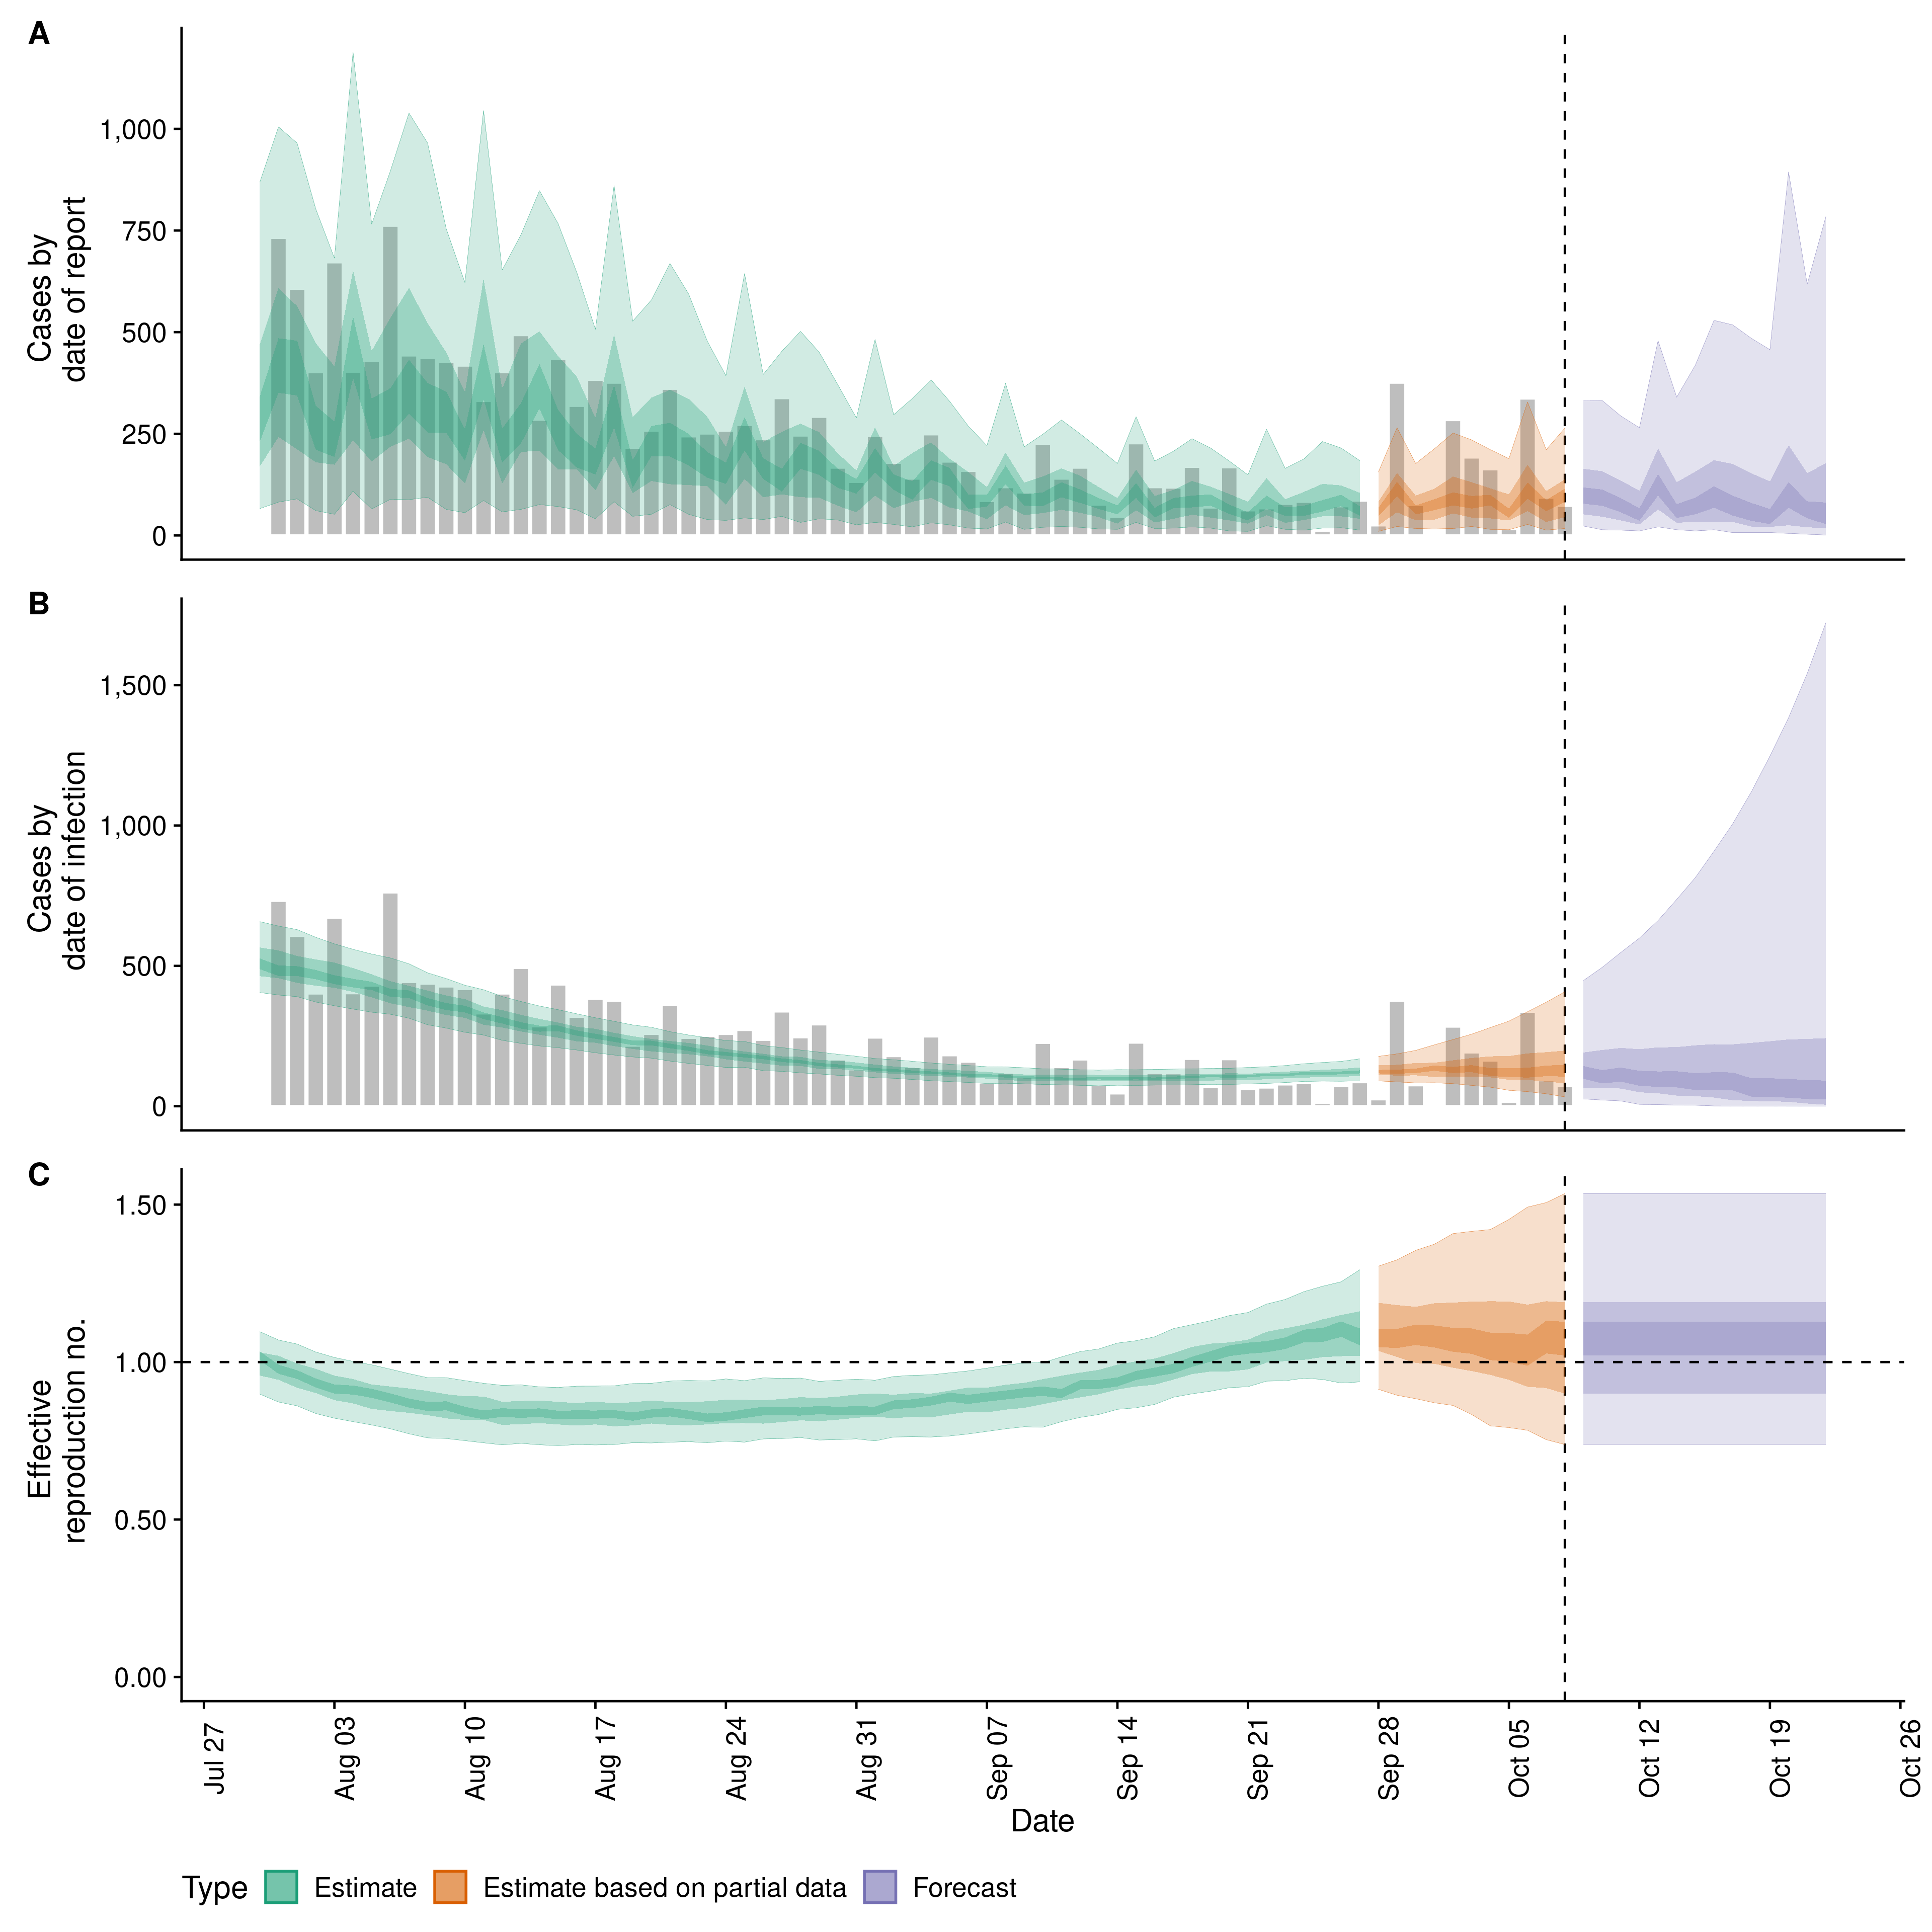 A
Cases by
date of report
1,000
750
500
250
0
B
Cases by
date of infection
1,500
1,000
500
0
C
Effective
reproduction no.
1.50
1.00
0.50
0.00
Jul 27
Aug 03
Aug 10
Aug 17
Aug 24
Aug 31
Sep 07
Sep 14
Sep 21
Sep 28
Oct 05
Oct 12
Oct 19
Oct 26
Date
Type Estimate Estimate based on partial data Forecast